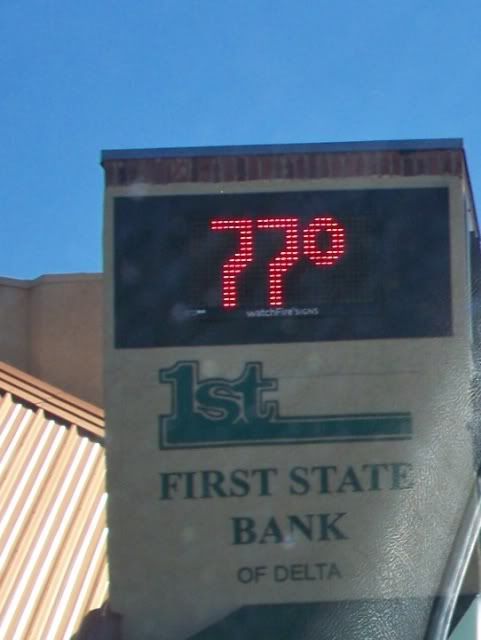 77°
watchFire SIGNS
1st
FIRST STATE
BANK
OF DELTA